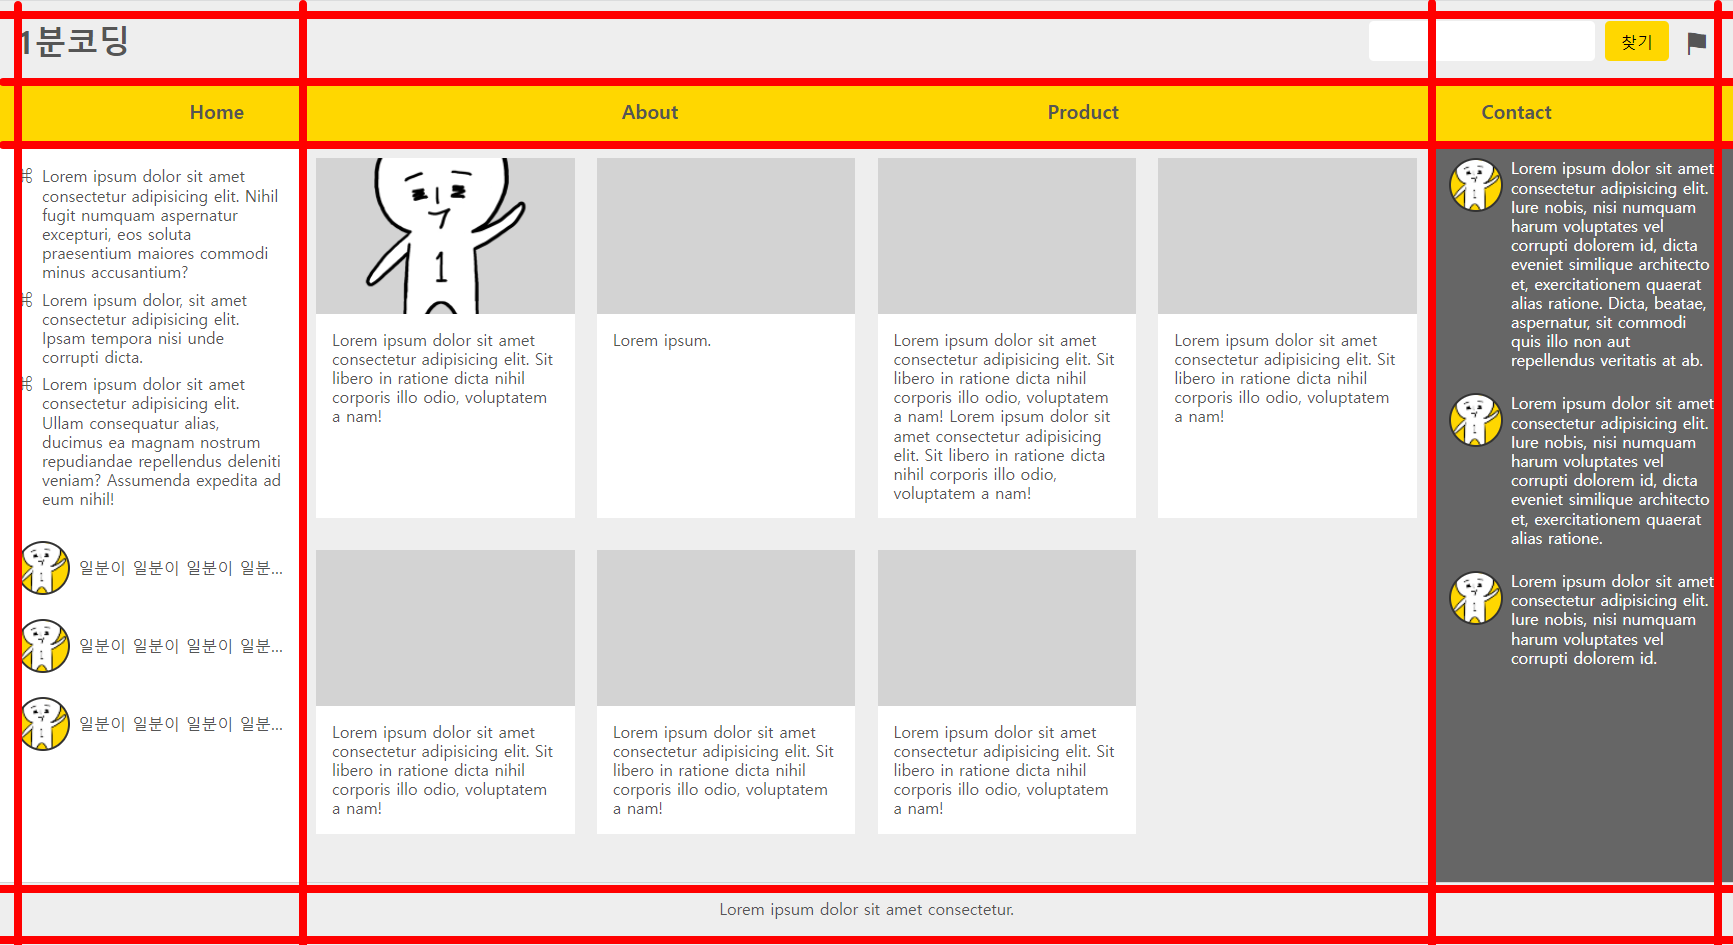 1분코딩
찾기
Home
About
Product
Contact
⌘ Lorem ipsum dolor sit amet
consectetur adipisicing elit. Nihil
fugit numquam aspernatur
excepturi, eos soluta
praesentium maiores commodi
minus accusantium?
⌘ Lorem ipsum dolor, sit amet
consectetur adipisicing elit.
Ipsam tempora nisi unde
corrupti dicta.
⌘ Lorem ipsum dolor sit amet
consectetur adipisicing elit.
Ullam consequatur alias,
ducimus ea magnam nostrum
repudiandae repellendus deleniti
veniam? Assumenda expedita ad
eum nihil!
일분이 일분이 일분이 일분...
일분이 일분이 일분이 일분...
일분이 일분이 일분이 일분...
1
Lorem ipsum dolor sit amet
consectetur adipisicing elit. Sit
libero in ratione dicta nihil
corporis illo odio, voluptatem
a nam!
Lorem ipsum.
Lorem ipsum dolor sit amet
consectetur adipisicing elit. Sit
libero in ratione dicta nihil
corporis illo odio, voluptatem
a nam! Lorem ipsum dolor sit
amet consectetur adipisicing
elit. Sit libero in ratione dicta
nihil corporis illo odio,
voluptatem a nam!
Lorem ipsum dolor sit amet
consectetur adipisicing elit. Sit
libero in ratione dicta nihil
corporis illo odio, voluptatem
a nam!
Lorem ipsum dolor sit amet
consectetur adipisicing elit. Sit
libero in ratione dicta nihil
corporis illo odio, voluptatem
a nam!
Lorem ipsum dolor sit amet
consectetur adipisicing elit. Sit
libero in ratione dicta nihil
corporis illo odio, voluptatem
a nam!
Lorem ipsum dolor sit amet
consectetur adipisicing elit. Sit
libero in ratione dicta nihil
corporis illo odio, voluptatem
a nam!
Lorem ipsum dolor sit amet
consectetur adipisicing elit.
Iure nobis, nisi numquam
harum voluptates vel
corrupti dolorem id, dicta
eveniet similique architecto
et, exercitationem quaerat
alias ratione. Dicta, beatae,
aspernatur, sit commodi
quis illo non aut
repellendus veritatis at ab.
Lorem ipsum dolor sit amet
consectetur adipisicing elit.
Iure nobis, nisi numquam
harum voluptates vel
corrupti dolorem id, dicta
eveniet similique architecto
et, exercitationem quaerat
alias ratione.
Lorem ipsum dolor sit amet
consectetur adipisicing elit.
Iure nobis, nisi numquam
harum voluptates vel
corrupti dolorem id.
Lorem ipsum dolor sit amet consectetur.